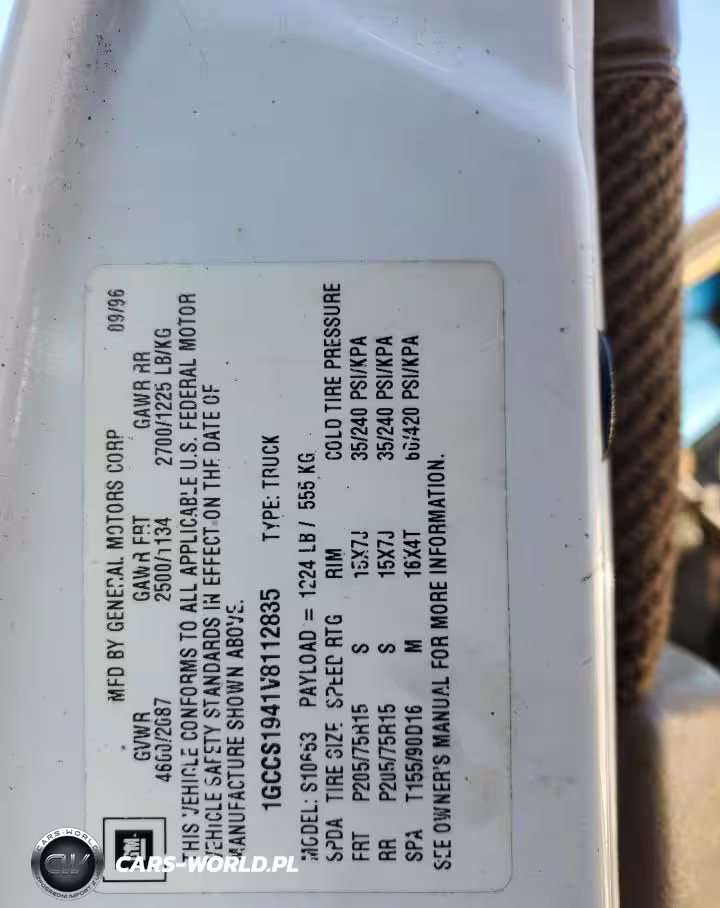 MFD BY GENERAL MOTORS CORP 09/96
GVWR GAWR FRT GAWR RR
4600/2087 2500/1134 2700/1225 LB/KG
THIS VEHICLE CONFORMS TO ALL APPLICABLE U.S. FEDERAL MOTOR
VEHICLE SAFETY STANDARDS IN EFFECT ON THE DATE OF
MANUFACTURE SHOWN ABOVE.
1GCCS1941V8112835 TYPE: TRUCK
MODEL: S10653 PAYLOAD = 1224 LB / 555 KG
SPDA TIRE SIZE SPEED RTG RIM COLD TIRE PRESSURE
FRT P205/75R15 S 15X7J 35/240 PSI/KPA
RR P205/75R15 S 15X7J 35/240 PSI/KPA
SPA T155/90D16 M 16X4T 60/420 PSI/KPA
SEE OWNER'S MANUAL FOR MORE INFORMATION.
GM
CARS-WORLD
CW
CARS-WORLD.PL